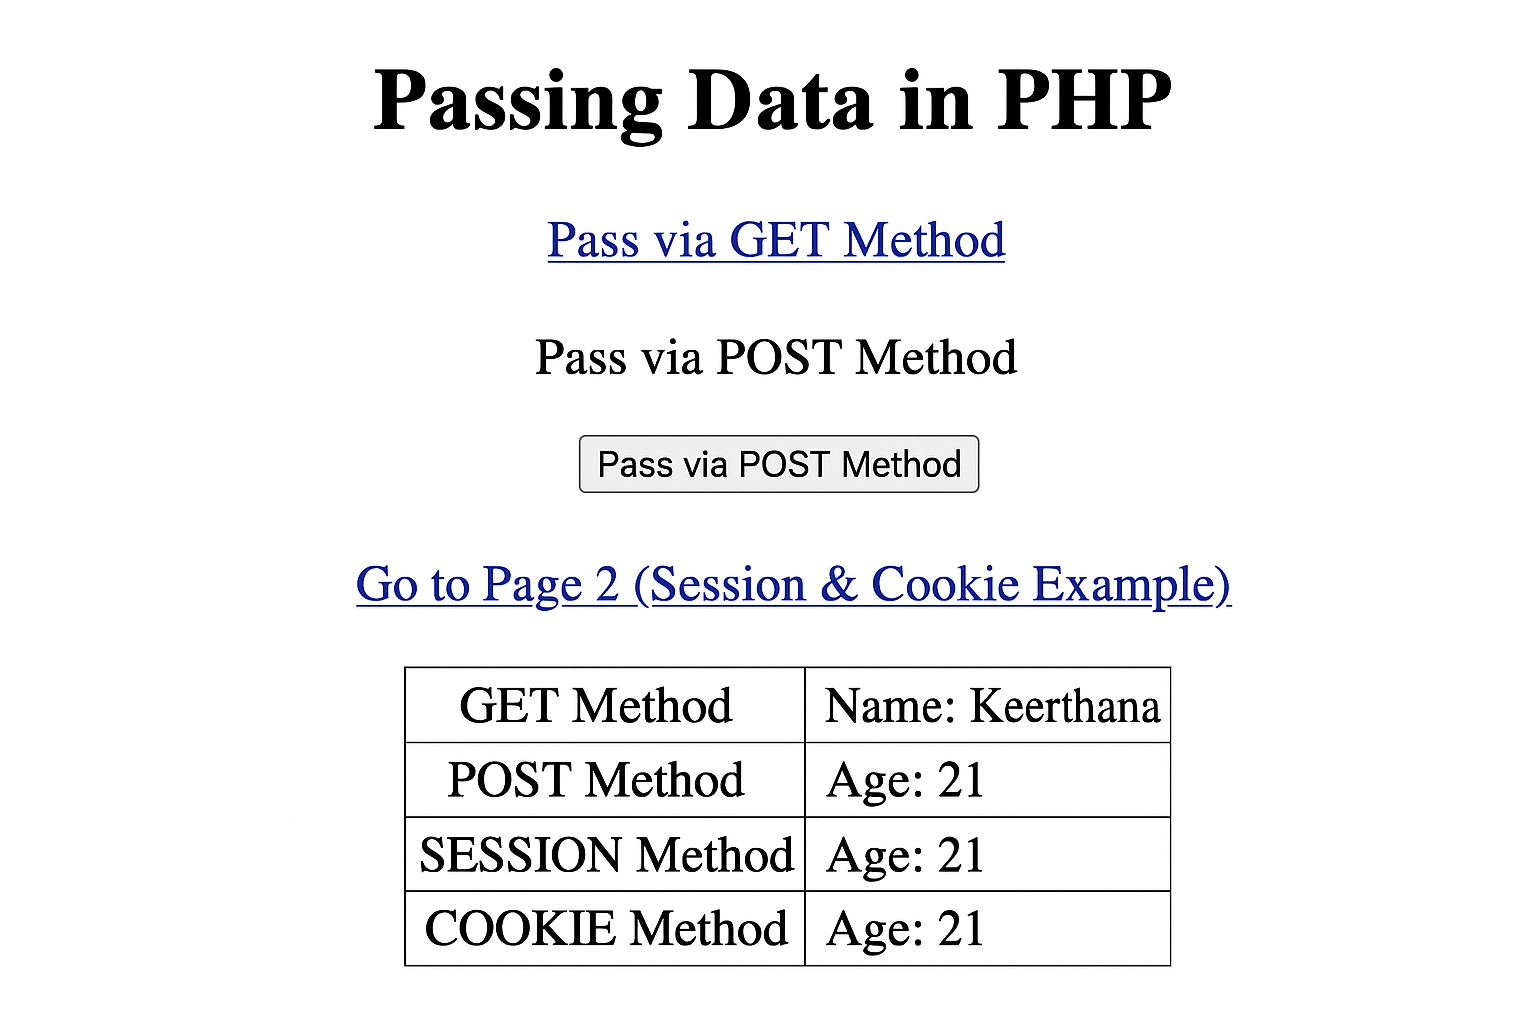 Passing Data in PHP
Pass via GET Method
Pass via POST Method
Pass via POST Method
Go to Page 2 (Session & Cookie Example)
GET Method Name: Keerthana
POST Method Age: 21
SESSION Method Age: 21
COOKIE Method Age: 21